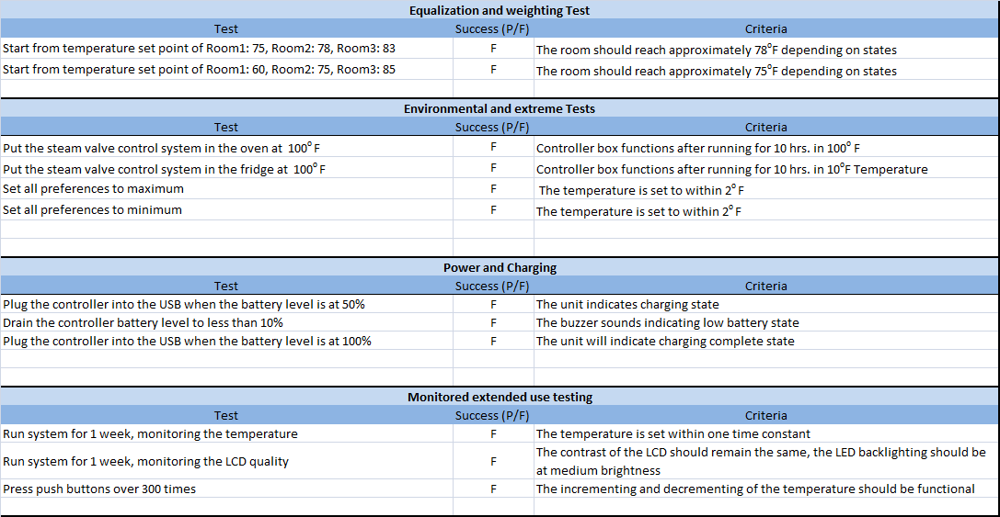 Equalization and weighting Test
Test Success (P/F) Criteria
Start from temperature set point of Room1: 75, Room2: 78, Room3: 83 F The room should reach approximately 78°F depending on states
Start from temperature set point of Room1: 60, Room2: 75, Room3: 85 F The room should reach approximately 75°F depending on states
Environmental and extreme Tests
Test Success (P/F) Criteria
Put the steam valve control system in the oven at 100° F F Controller box functions after running for 10 hrs. in 100° F
Put the steam valve control system in the fridge at 100° F F Controller box functions after running for 10 hrs. in 10°F Temperature
Set all preferences to maximum F The temperature is set to within 2° F
Set all preferences to minimum F The temperature is set to within 2° F
Power and Charging
Test Success (P/F) Criteria
Plug the controller into the USB when the battery level is at 50% F The unit indicates charging state
Drain the controller battery level to less than 10% F The buzzer sounds indicating low battery state
Plug the controller into the USB when the battery level is at 100% F The unit will indicate charging complete state
Monitored extended use testing
Test Success (P/F) Criteria
Run system for 1 week, monitoring the temperature F The temperature is set within one time constant
Run system for 1 week, monitoring the LCD quality F The contrast of the LCD should remain the same, the LED backlighting should be
at medium brightness
Press push buttons over 300 times F The incrementing and decrementing of the temperature should be functional